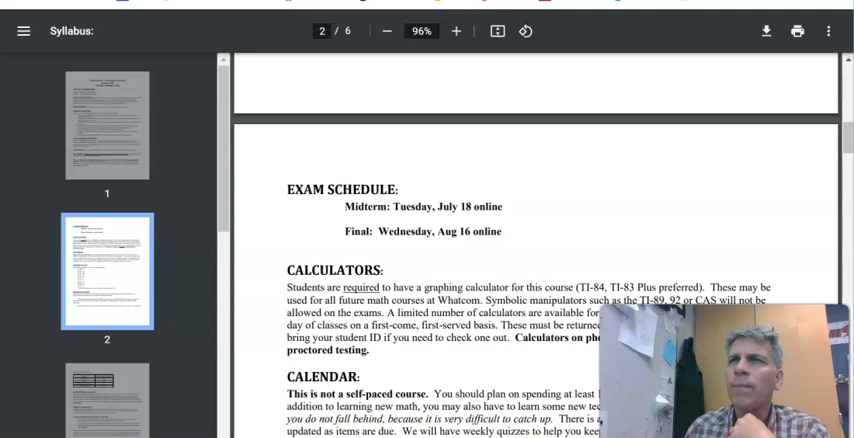 Syllabus:
2 / 6
96%
1
2
EXAM SCHEDULE:
Midterm: Tuesday, July 18 online
Final: Wednesday, Aug 16 online
CALCULATORS:
Students are required to have a graphing calculator for this course (TI-84, TI-83 Plus preferred). These may be
used for all future math courses at Whatcom. Symbolic manipulators such as the TI-89, 92 or CAS will not be
allowed on the exams. A limited number of calculators are available for
day of classes on a first-come, first-served basis. These must be returne
bring your student ID if you need to check one out. Calculators on pho
proctored testing.
CALENDAR:
This is not a self-paced course. You should plan on spending at least
addition to learning new math, you may also have to learn some new tec
you do not fall behind, because it is very difficult to catch up. There is a
updated as items are due. We will have weekly quizzes to help you kee